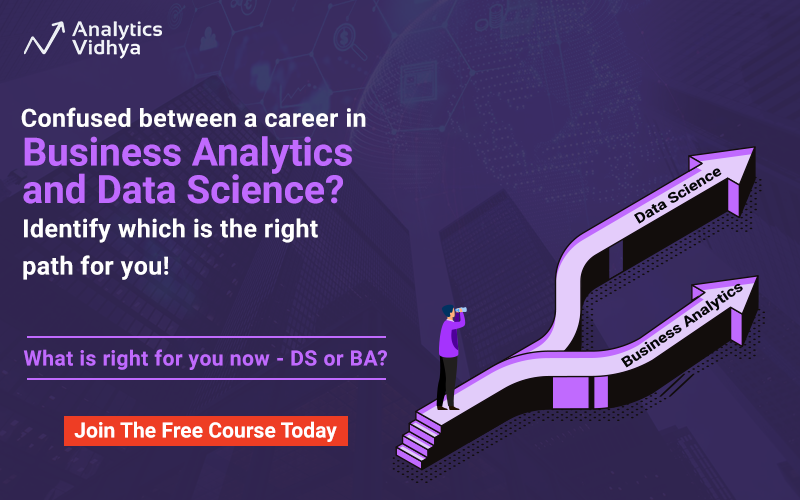 Analytics
Vidhya
Confused between a career in
Business Analytics
and Data Science?
Identify which is the right
path for you!
What is right for you now - DS or BA?
Join The Free Course Today
Data Science
Business Analytics